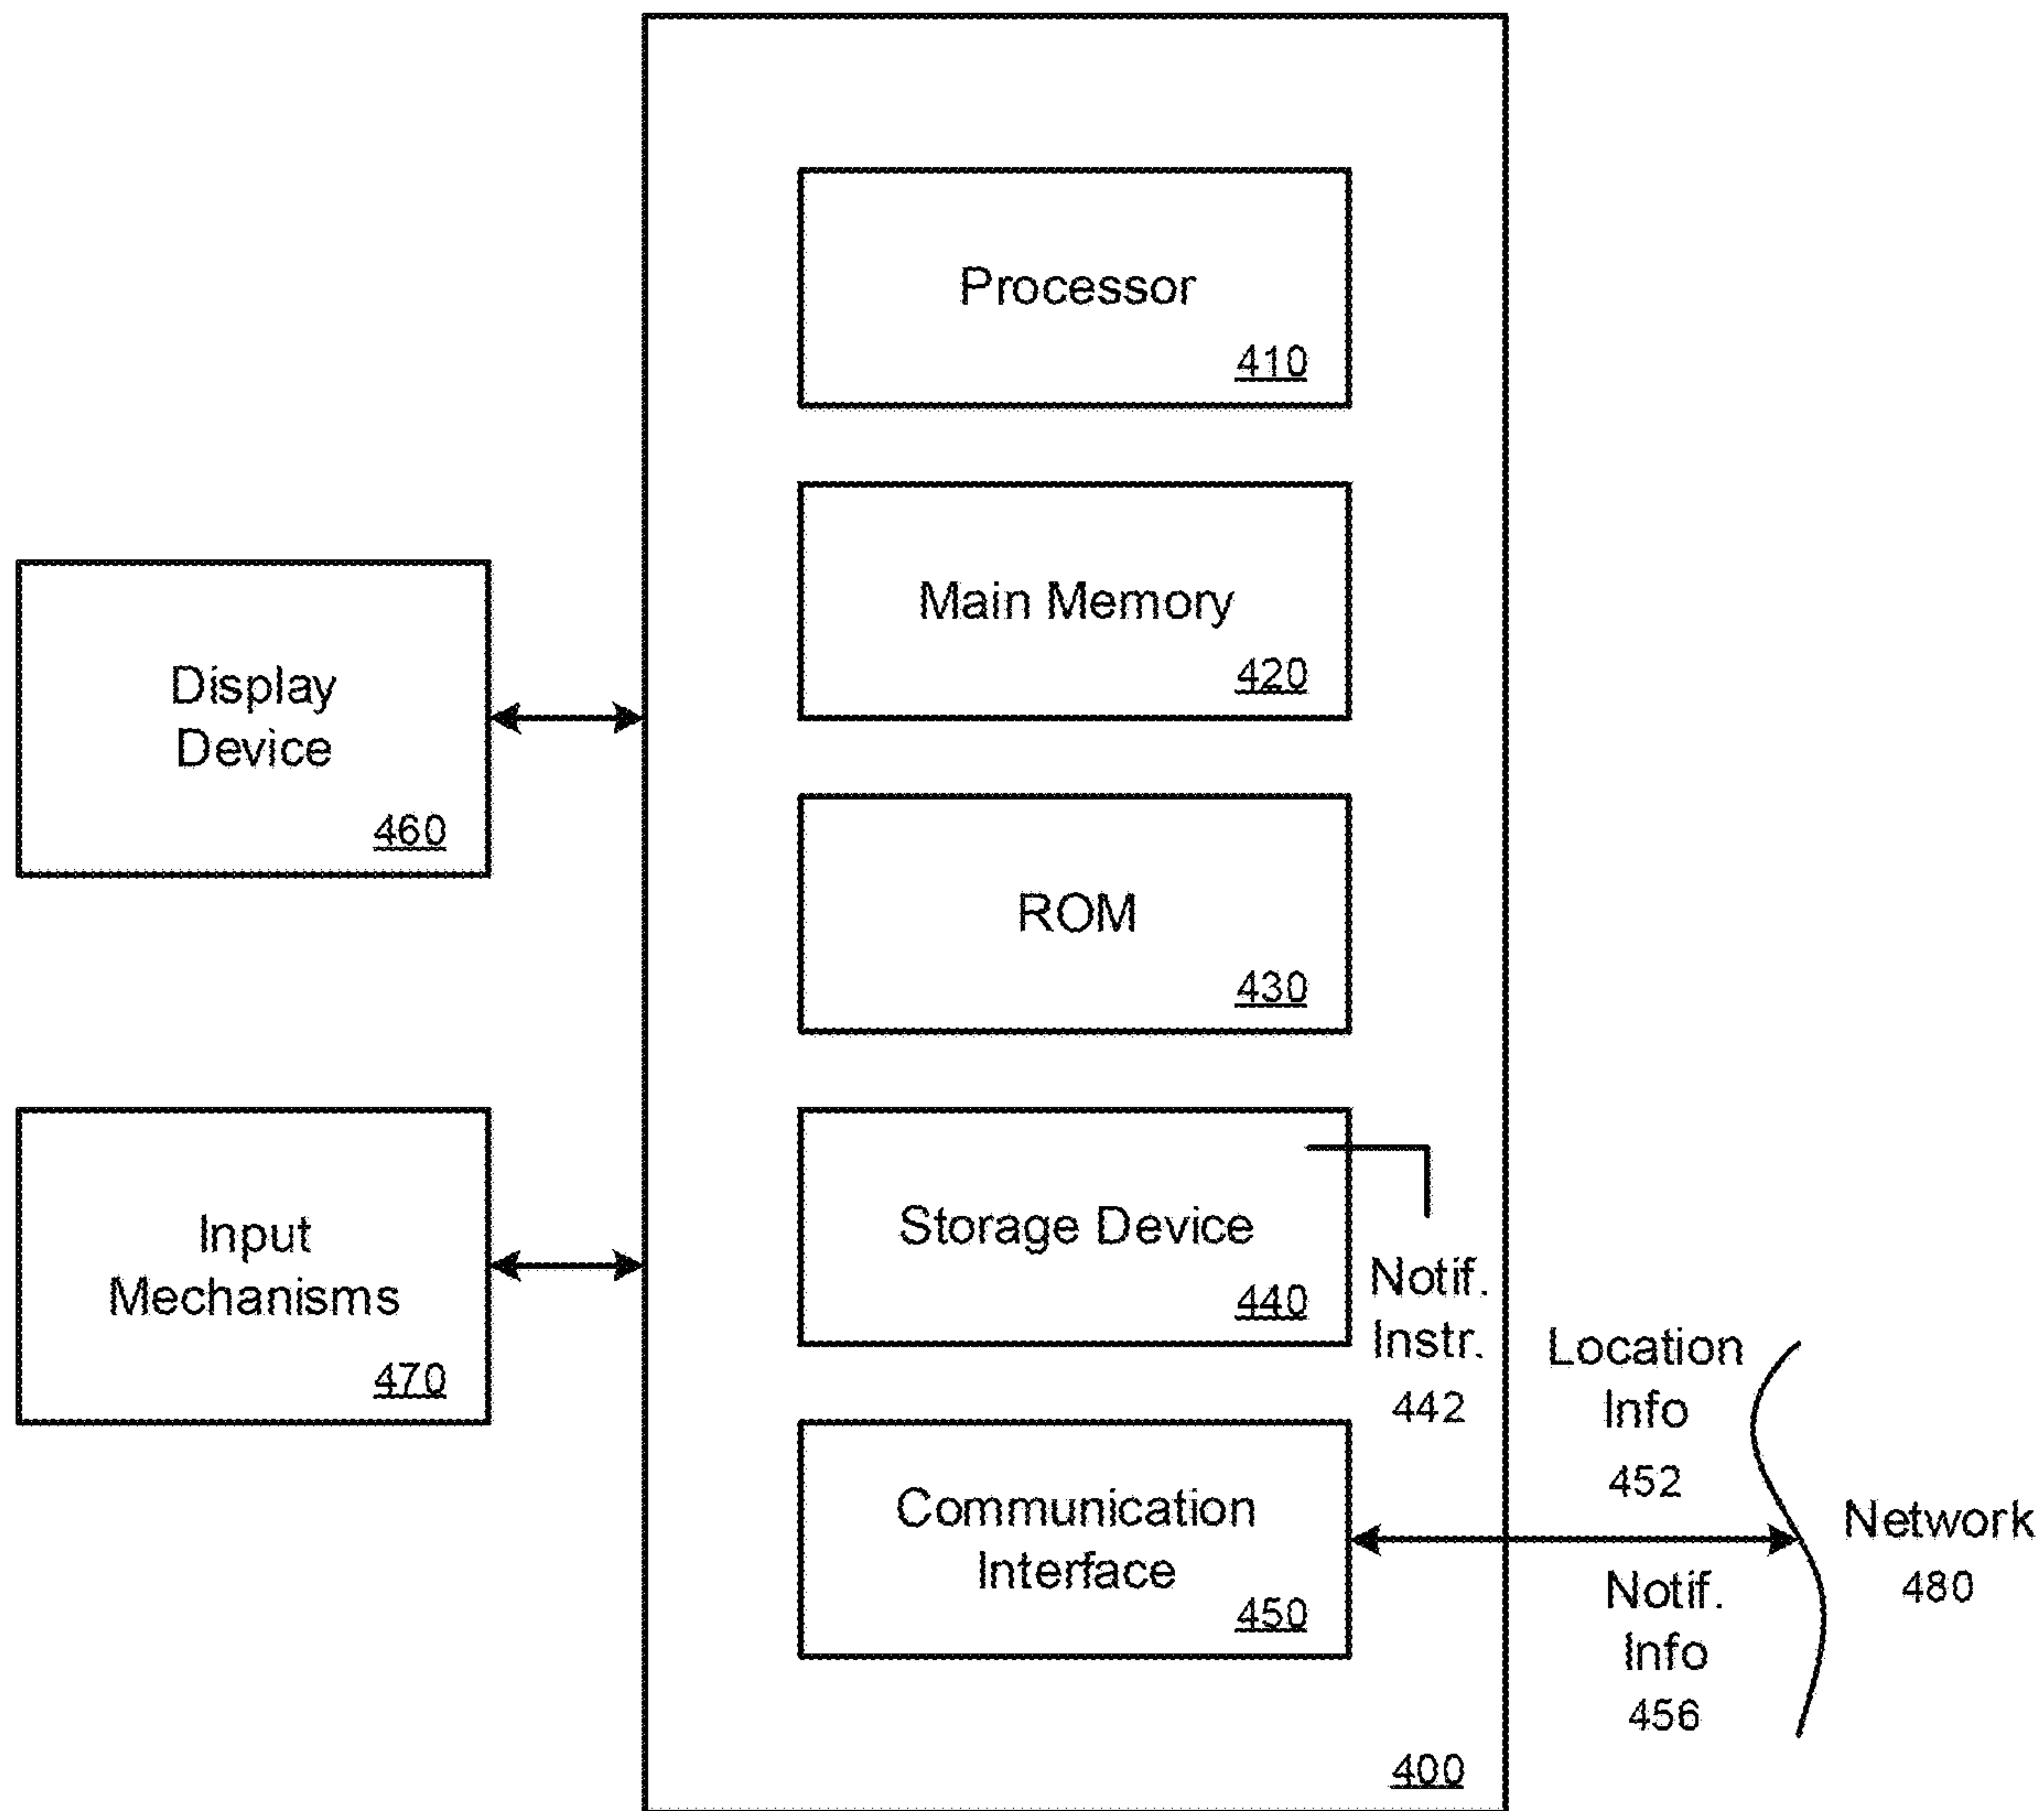 Processor
410
Main Memory
420
Display
Device
460
ROM
430
Input
Mechanisms
470
Storage Device
440
Notif.
Instr.
442
Location
Info
452
Communication
Interface
450
Network
480
Notif.
Info
456
400